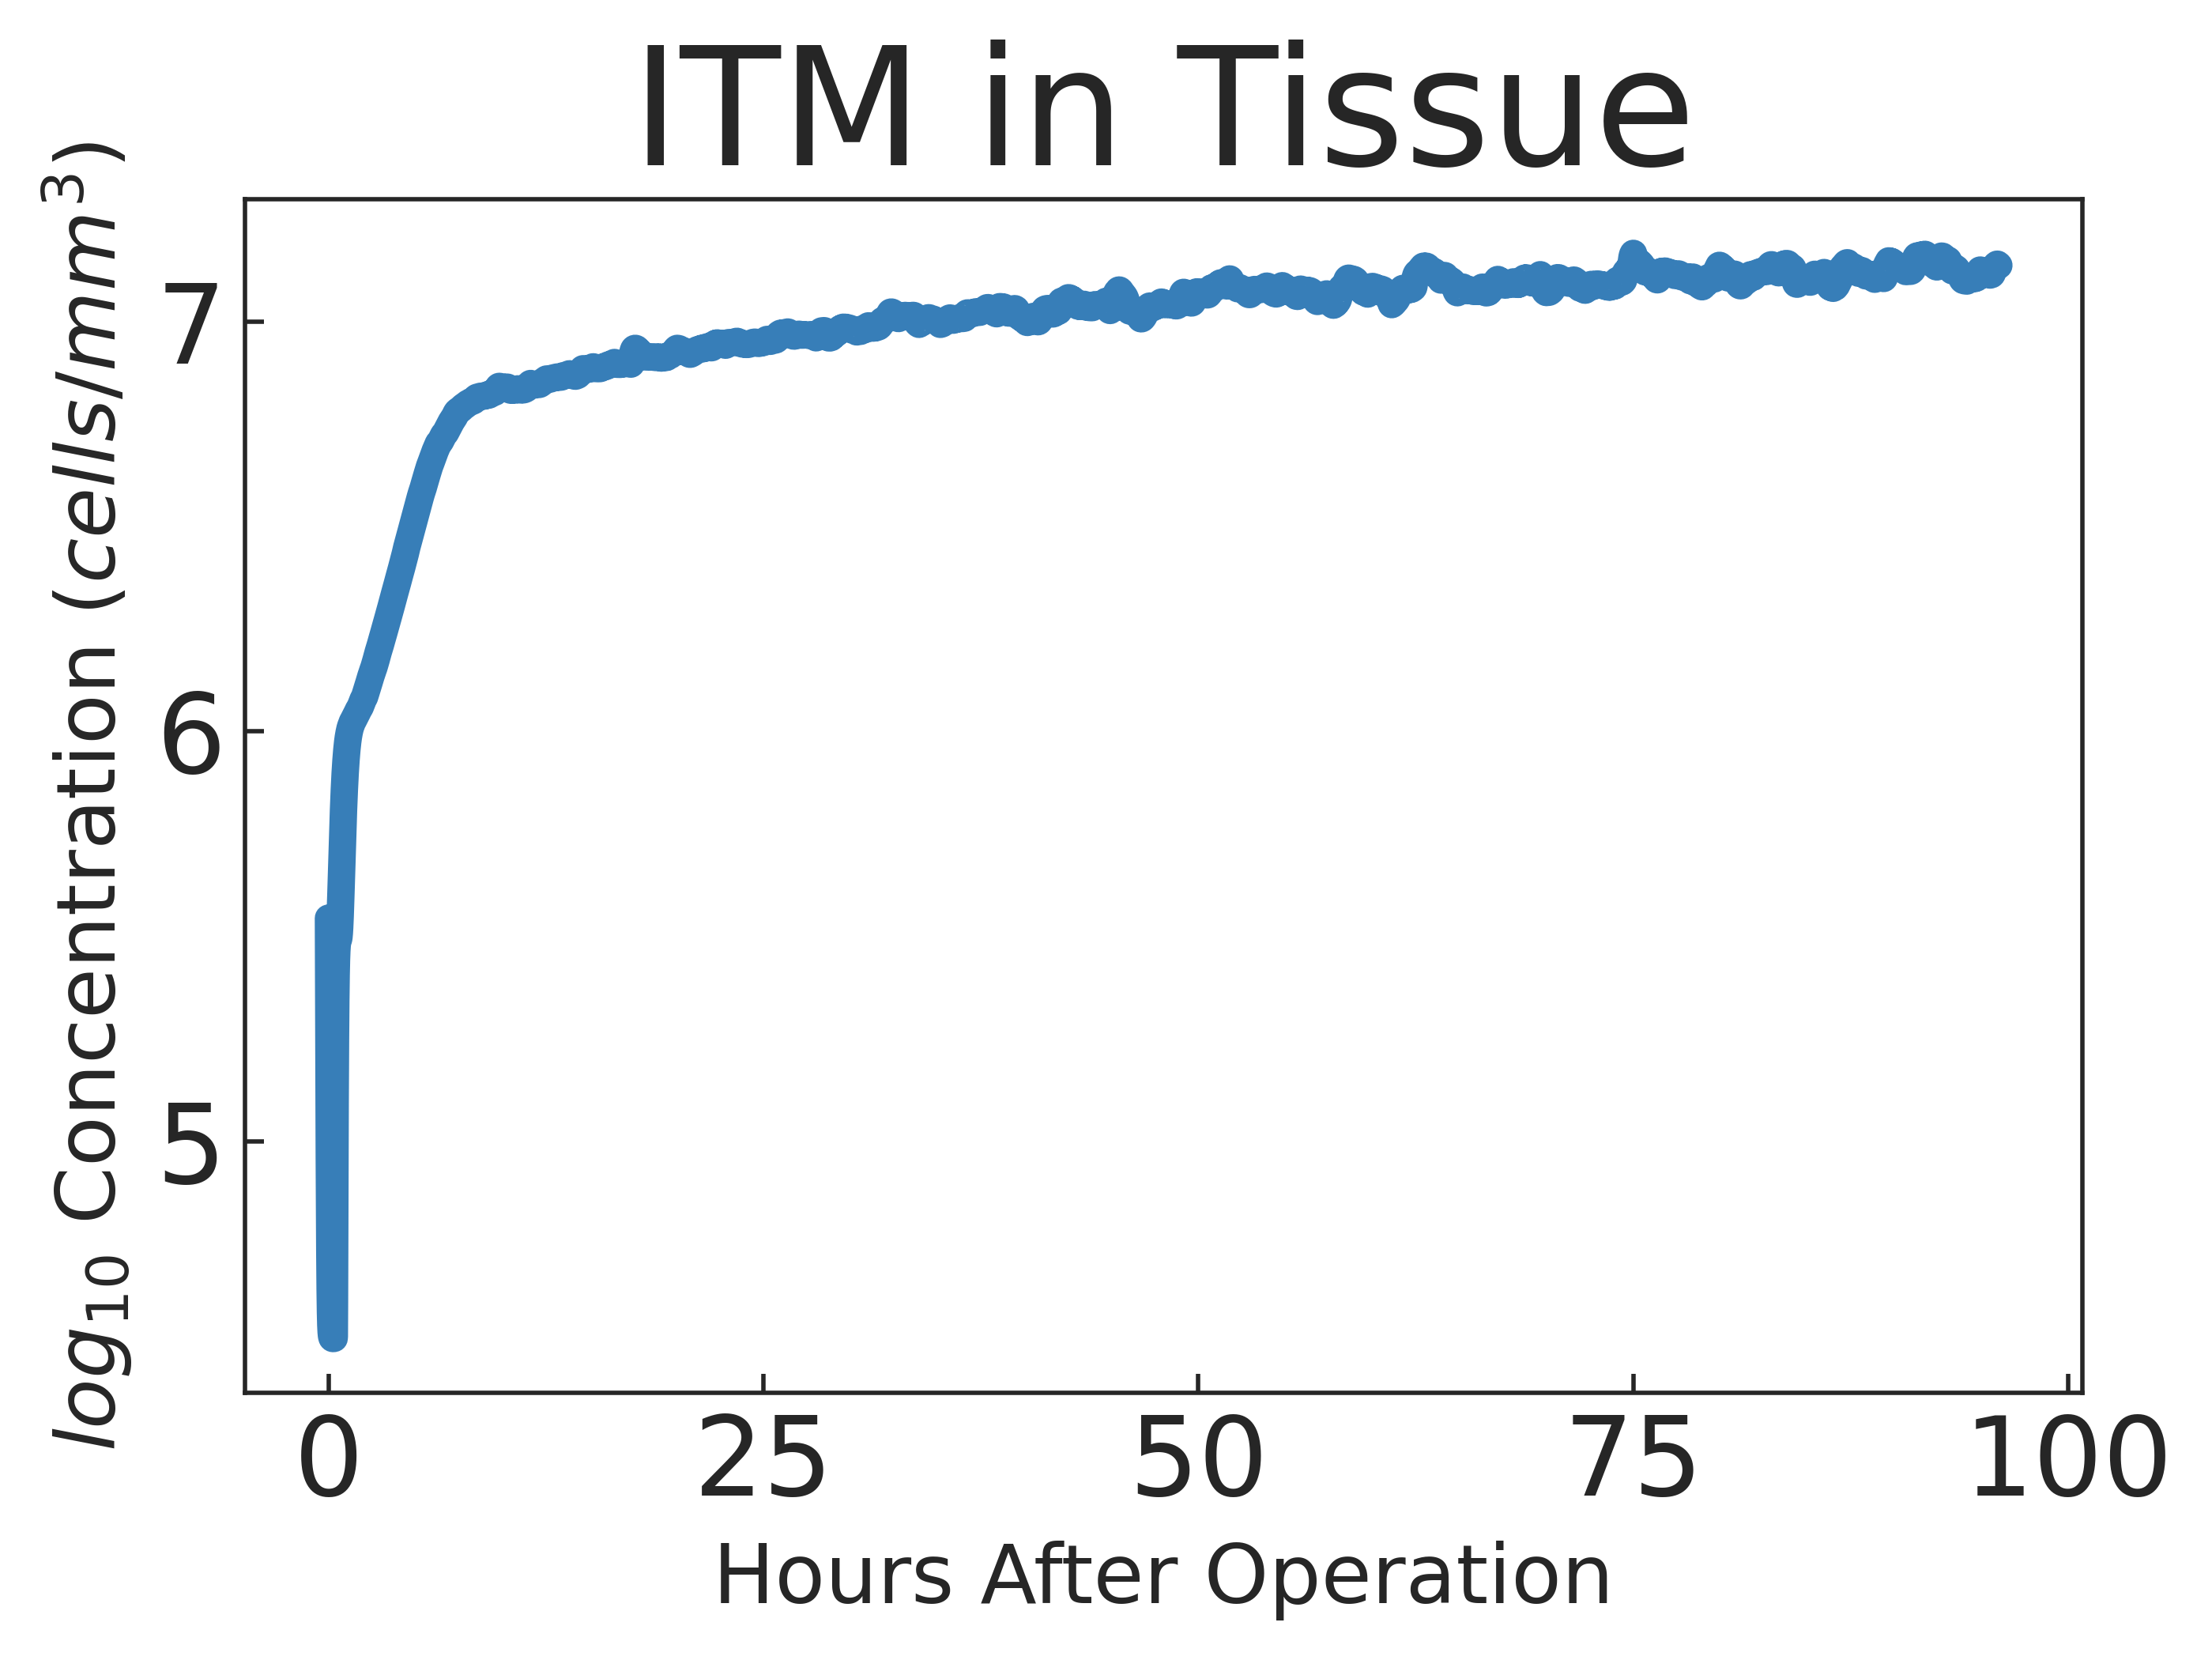 ITM in Tissue
log₁₀ Concentration (cells/mm³)
7
6
5
0 25 50 75 100
Hours After Operation